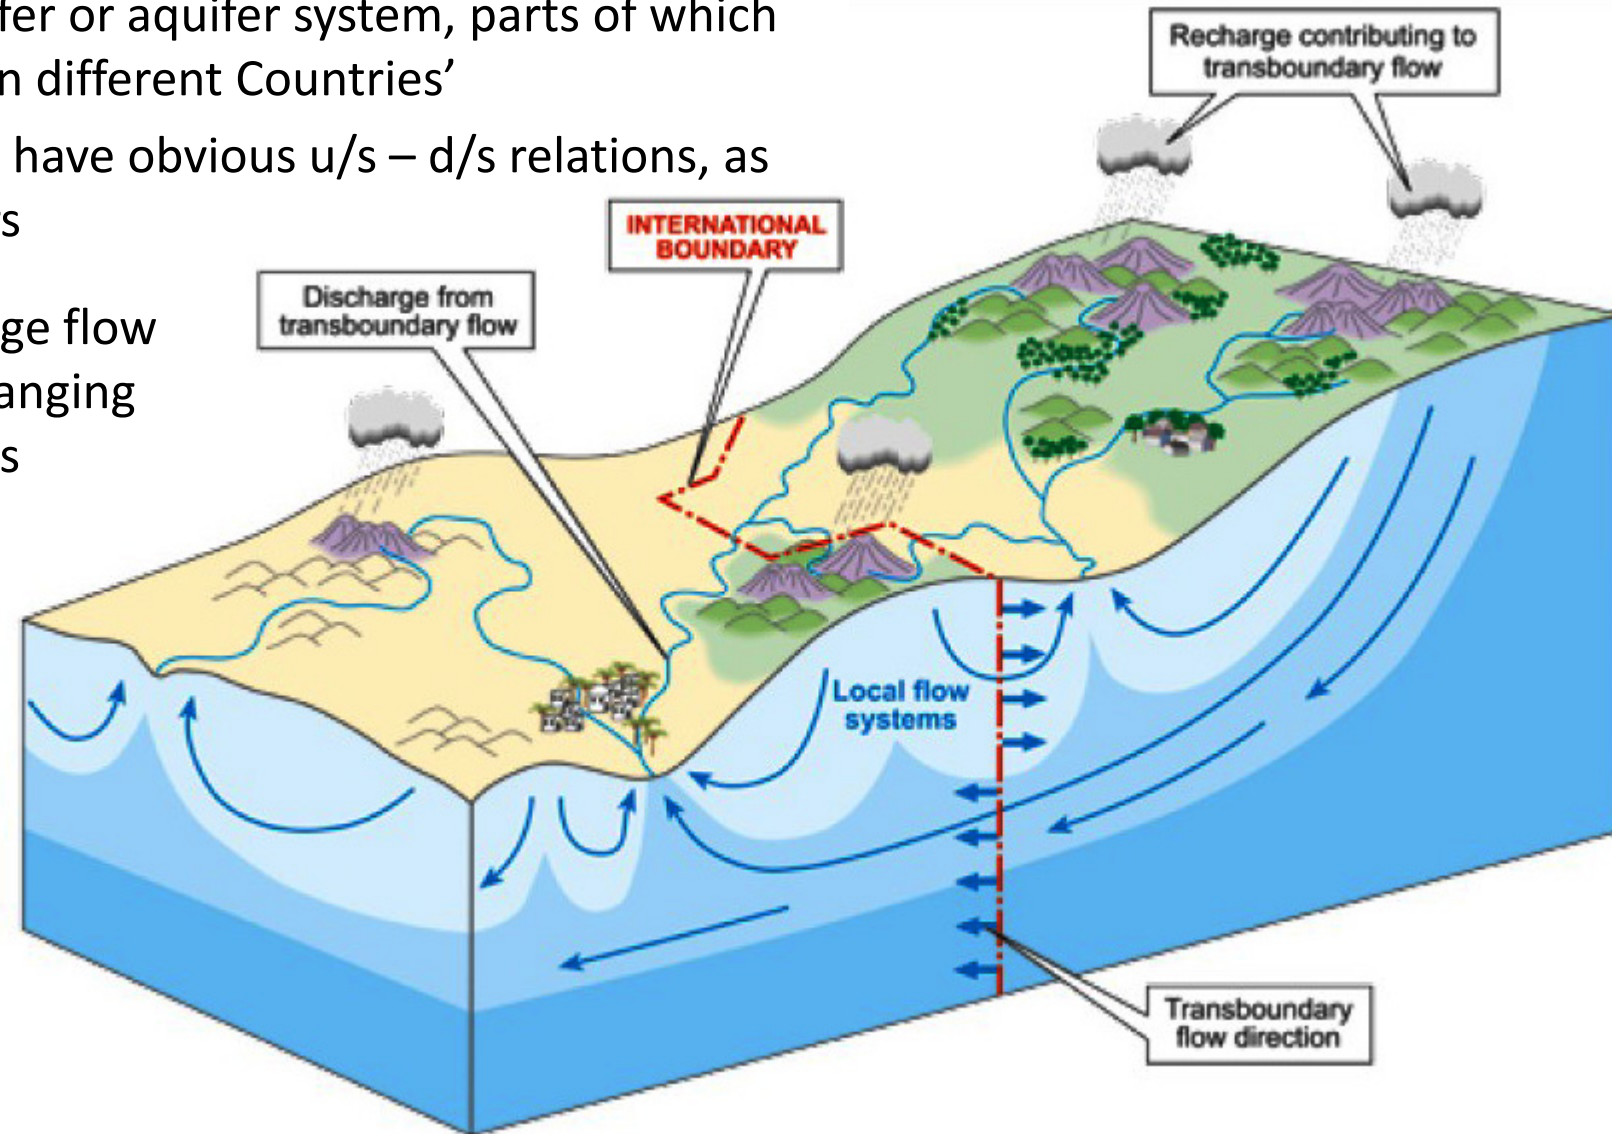 fer or aquifer system, parts of which
n different Countries’
have obvious u/s – d/s relations, as
s
ge flow
anging
s
Recharge contributing to
transboundary flow
INTERNATIONAL
BOUNDARY
Discharge from
transboundary flow
Local flow
systems
Transboundary
flow direction